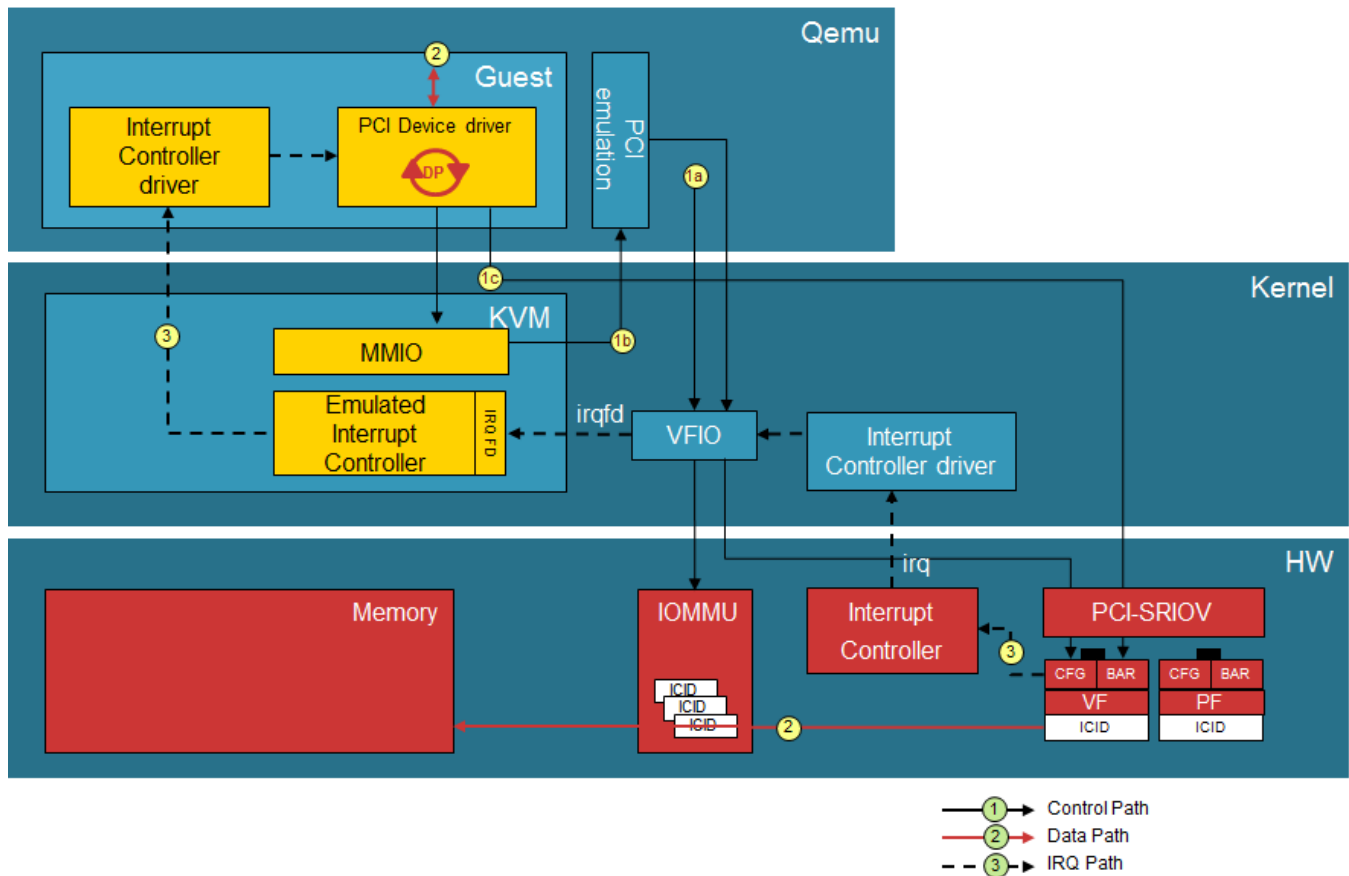 Qemu
2
Guest
Interrupt
Controller
driver
PCI Device driver
DP
PCI
emulation
1a
Kernel
1c
KVM
1b
3
MMIO
Emulated
Interrupt
Controller
IRQ FD
irqfd
VFIO
Interrupt
Controller driver
HW
irq
Memory
IOMMU
ICID
ICID
ICID
Interrupt
Controller
3
PCI-SRIOV
CFG BAR
VF
ICID
CFG BAR
PF
ICID
2
1 Control Path
2 Data Path
3 IRQ Path